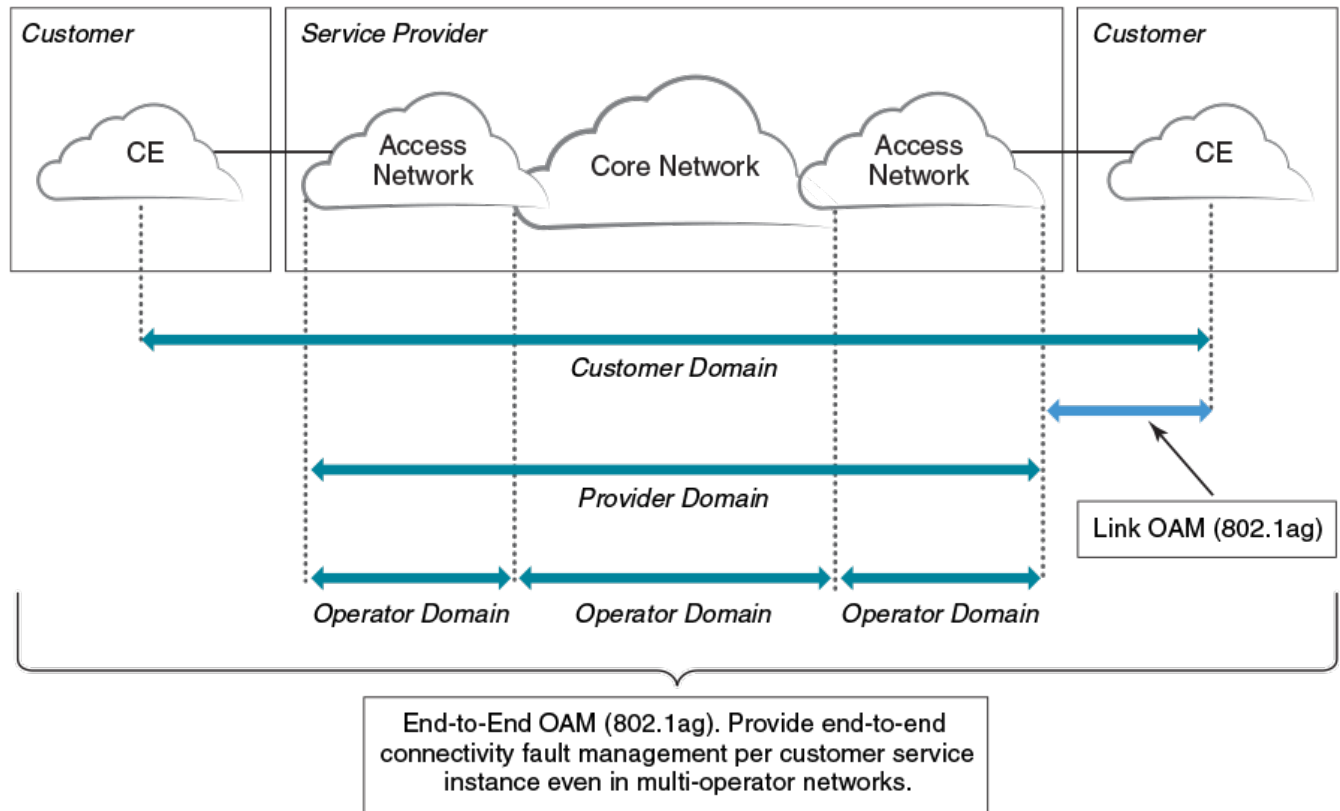 Customer
Service Provider
Customer
CE
Access
Network
Core Network
Access
Network
CE
Customer Domain
Provider Domain
Link OAM (802.1ag)
Operator Domain
Operator Domain
Operator Domain
End-to-End OAM (802.1ag). Provide end-to-end
connectivity fault management per customer service
instance even in multi-operator networks.